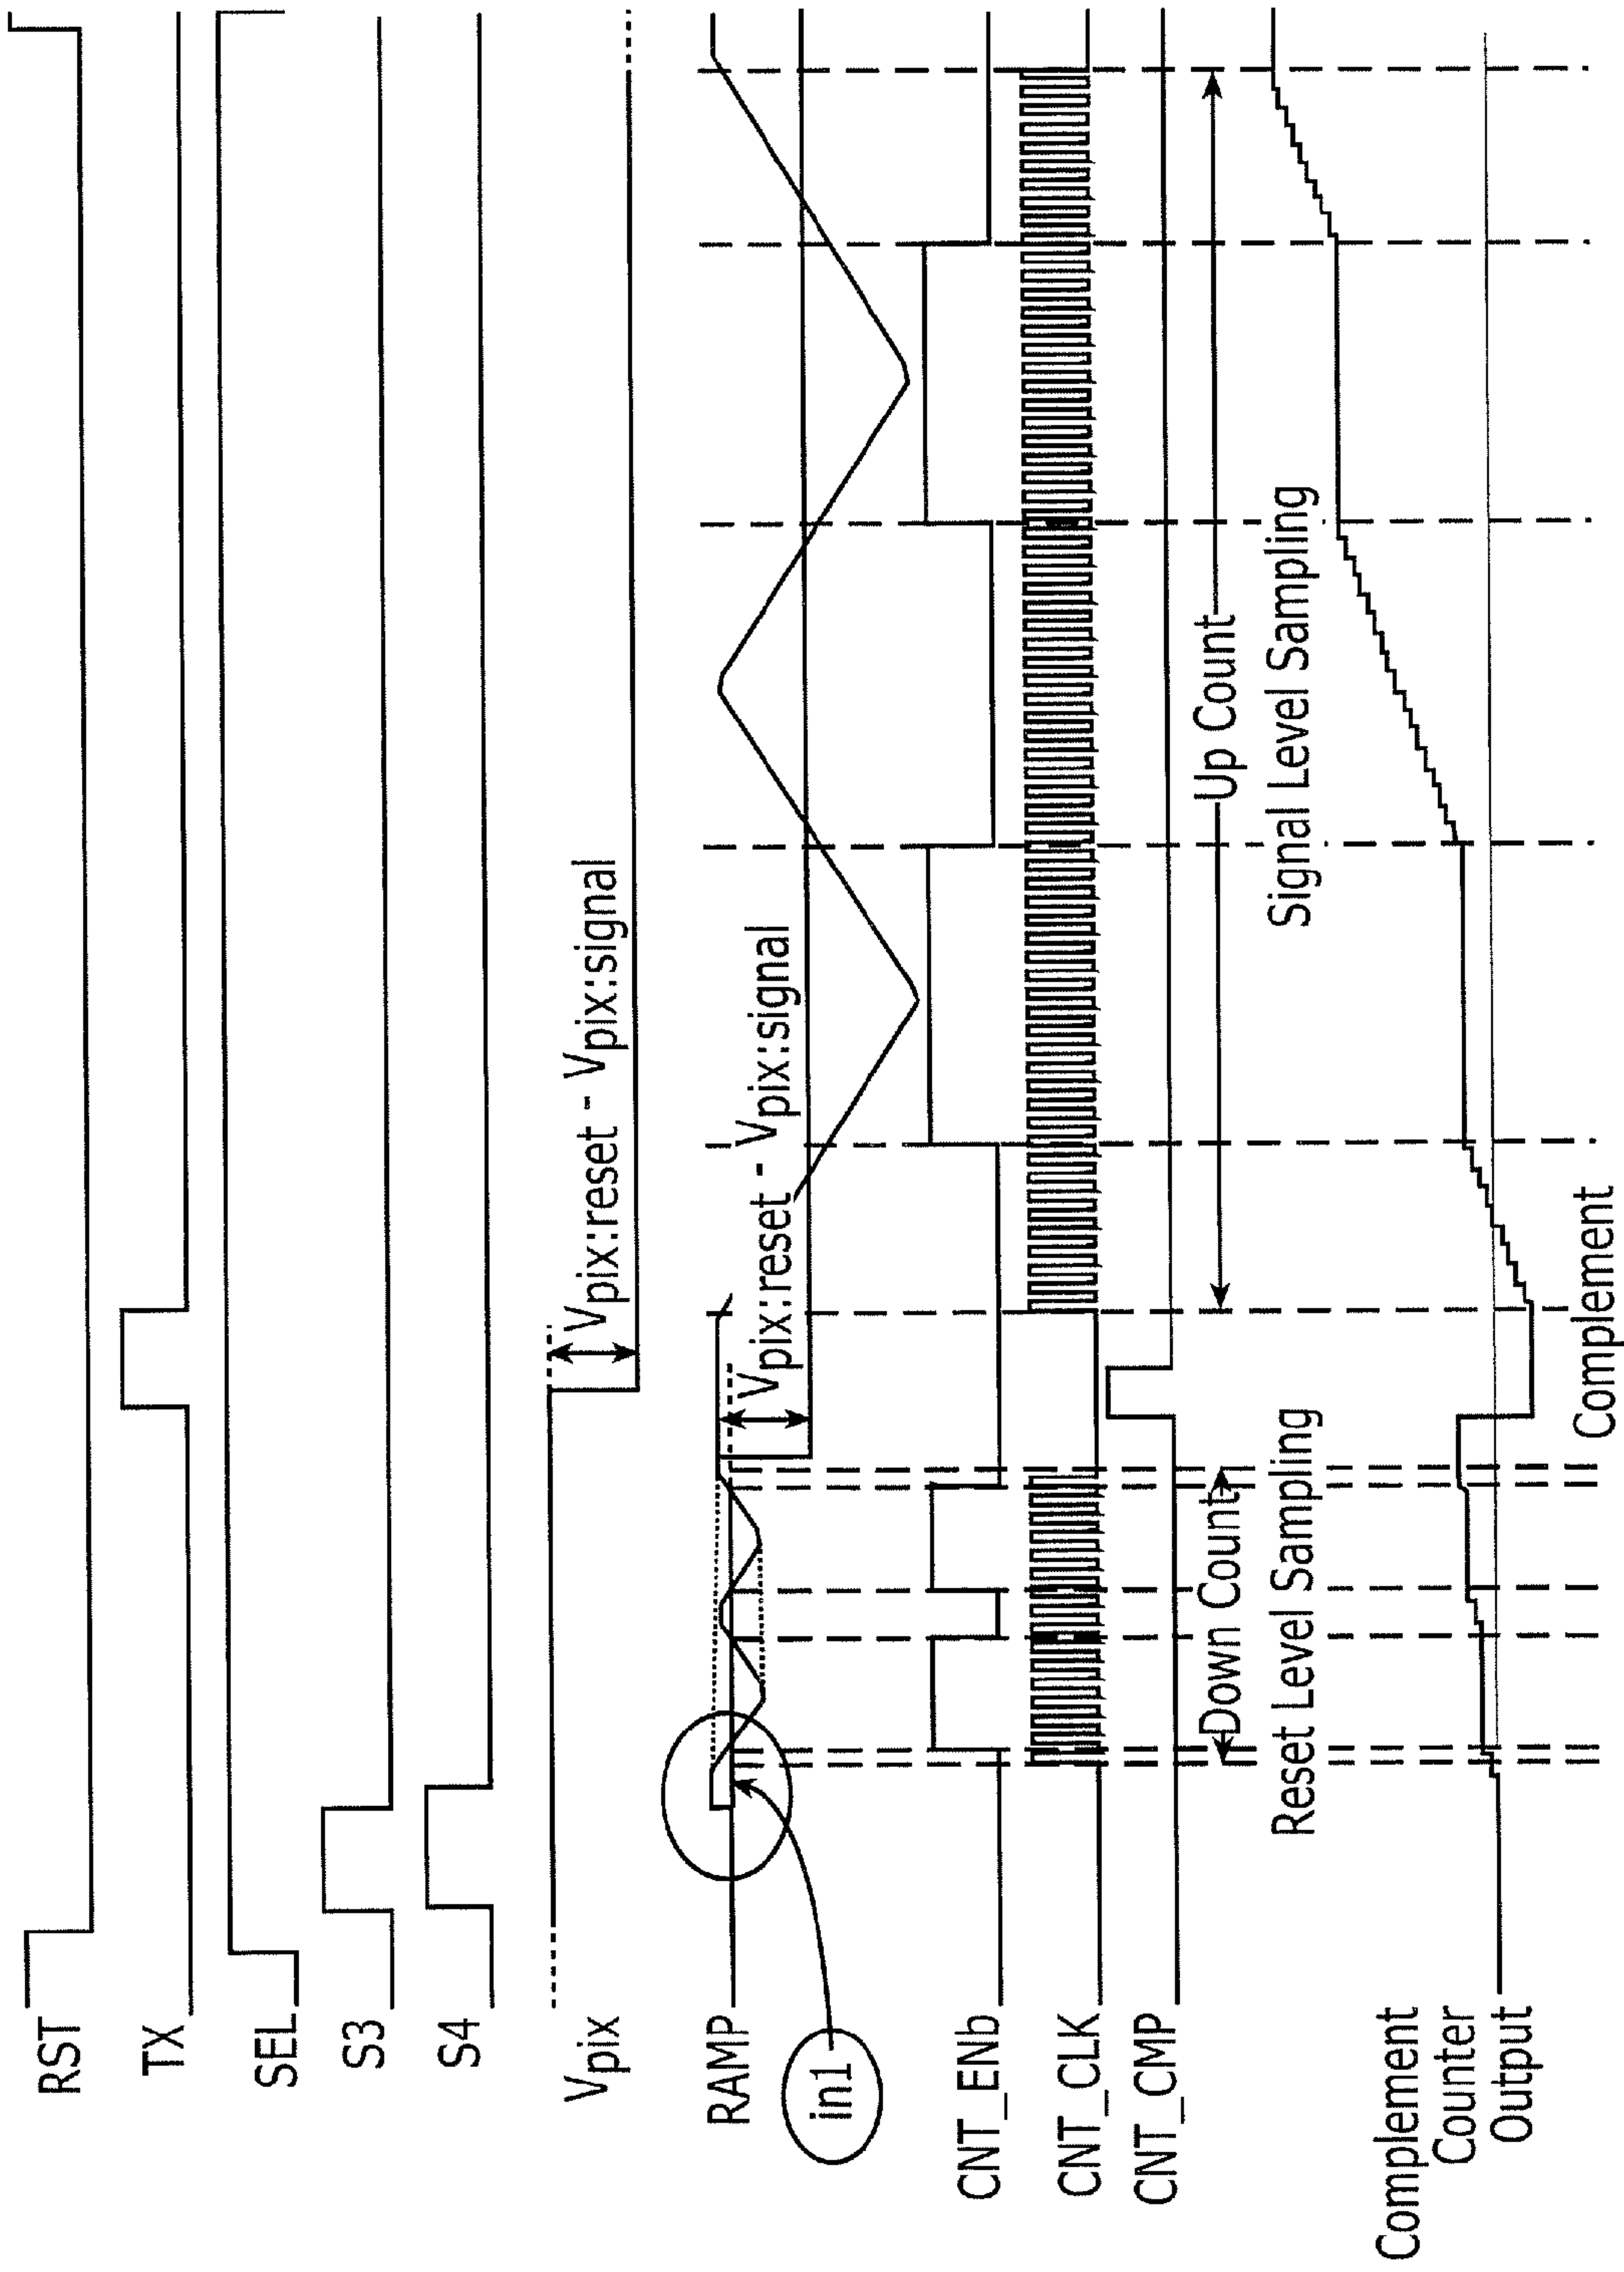 RST
TX
SEL
S3
S4
Vpix
Vpix:reset - Vpix:signal
RAMP
in1
Vpix:reset - Vpix:signal
CNT_ENb
CNT_CLK
CNT_CMP
Down Count
Up Count
Reset Level Sampling
Signal Level Sampling
Complement
Counter
Output
Complement